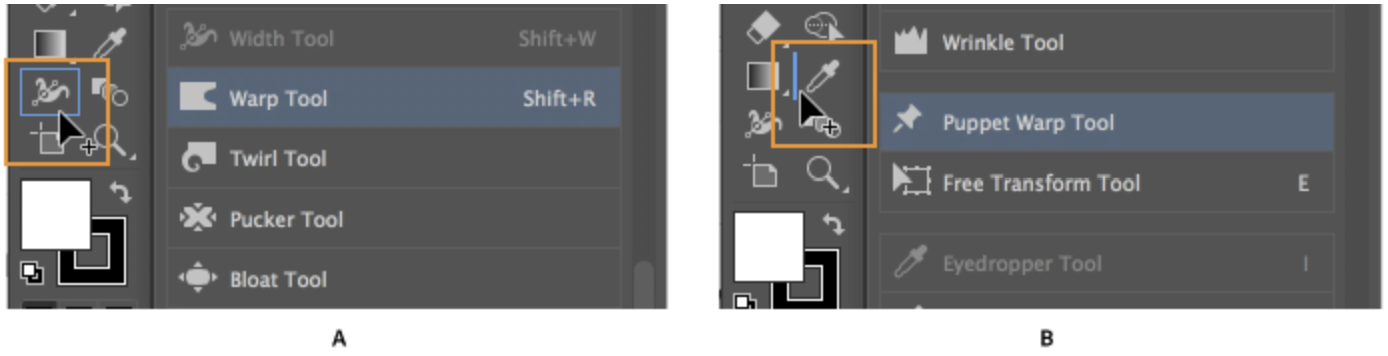 Width Tool Shift+W
Warp Tool Shift+R
Twirl Tool
Pucker Tool
Bloat Tool
A
Wrinkle Tool
Puppet Warp Tool
Free Transform Tool E
Eyedropper Tool I
B